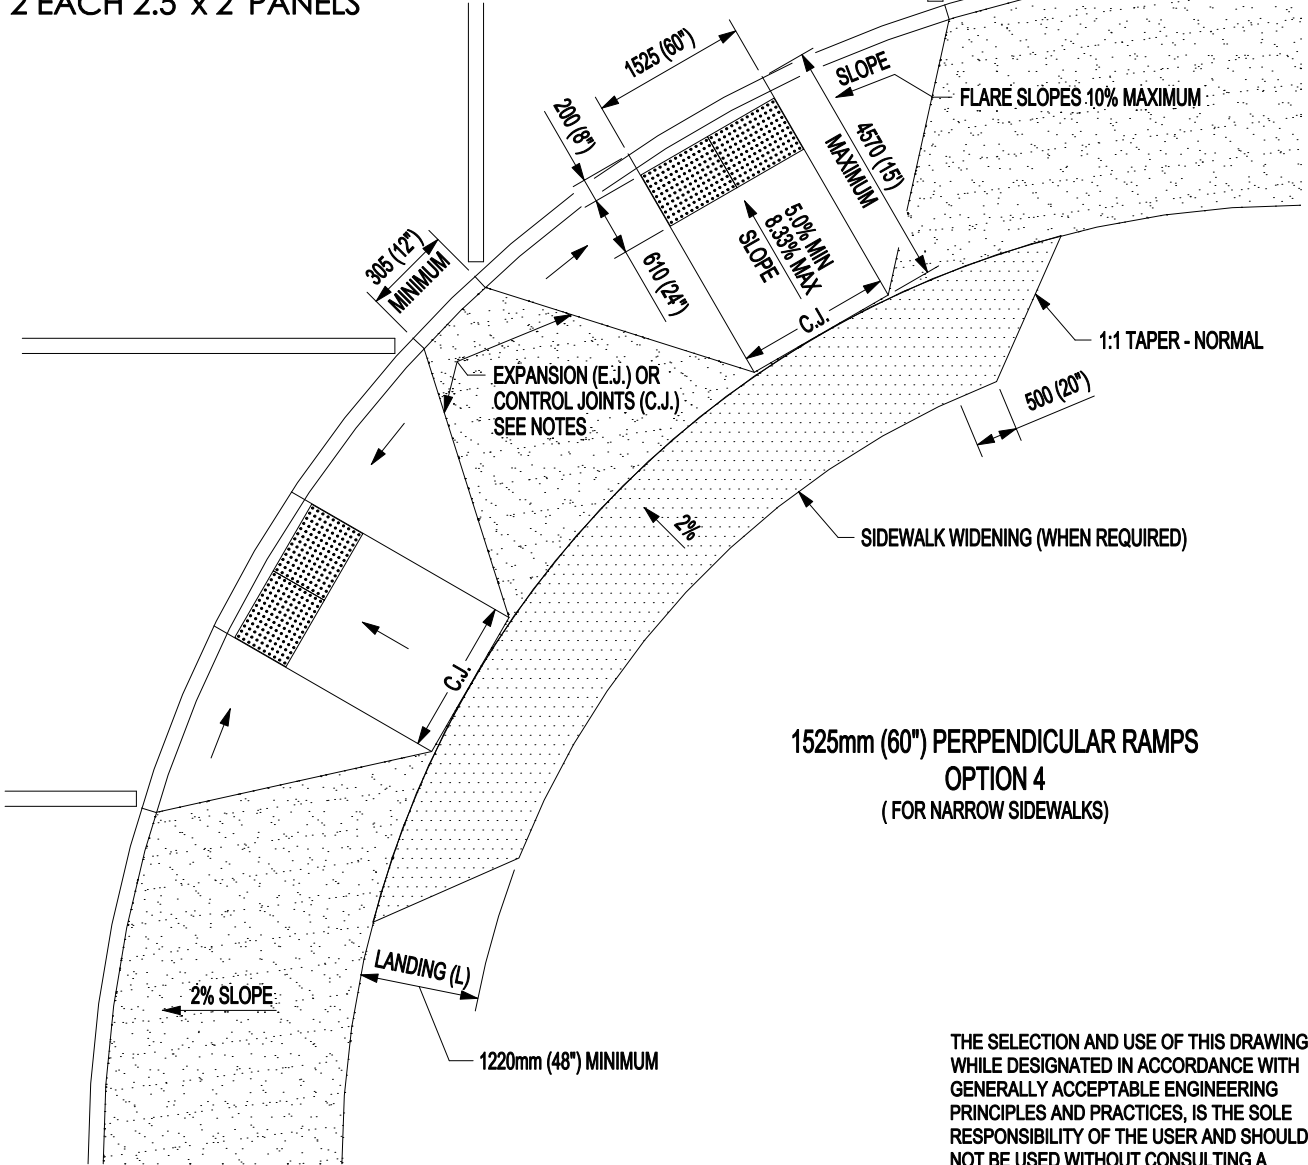 2 EACH 2.5' x 2' PANELS
1525 (60")
SLOPE
FLARE SLOPES 10% MAXIMUM
200 (8")
4570 (15')
MAXIMUM
5.0% MIN
8.33% MAX
SLOPE
305 (12")
MINIMUM
610 (24")
C.J.
1:1 TAPER - NORMAL
EXPANSION (E.J.) OR
CONTROL JOINTS (C.J.)
SEE NOTES
500 (20")
2%
SIDEWALK WIDENING (WHEN REQUIRED)
C.J.
1525mm (60") PERPENDICULAR RAMPS
OPTION 4
( FOR NARROW SIDEWALKS)
LANDING (L)
2% SLOPE
1220mm (48") MINIMUM
THE SELECTION AND USE OF THIS DRAWING
WHILE DESIGNATED IN ACCORDANCE WITH
GENERALLY ACCEPTABLE ENGINEERING
PRINCIPLES AND PRACTICES, IS THE SOLE
RESPONSIBILITY OF THE USER AND SHOULD
NOT BE USED WITHOUT CONSULTING A